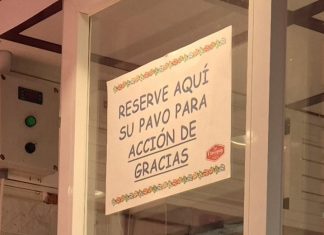 RESERVE AQUÍ
SU PAVO PARA
ACCIÓN DE
GRACIAS